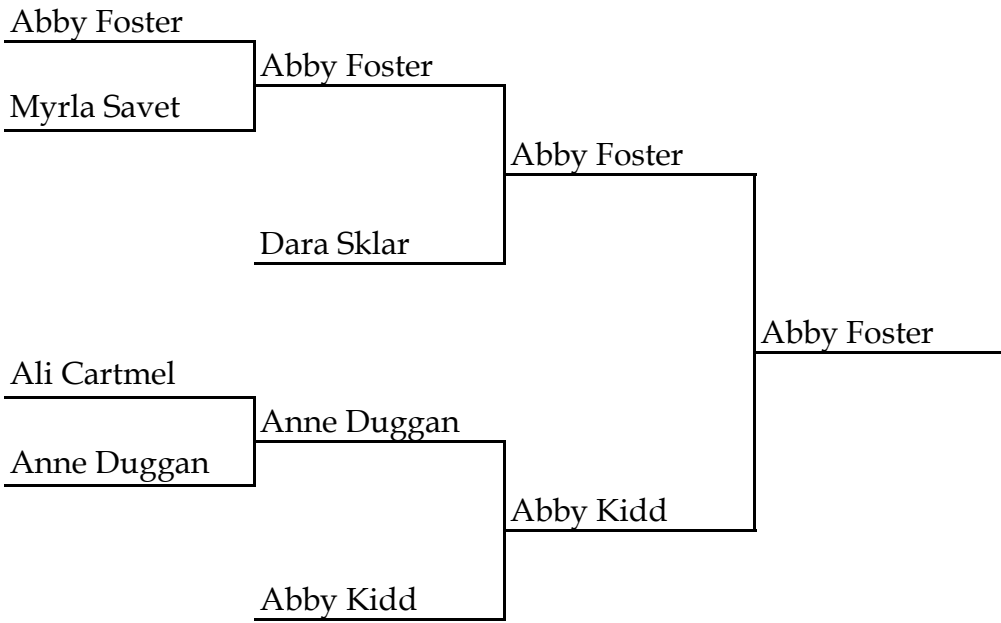 Abby Foster
Myrla Savet
Abby Foster
Dara Sklar
Abby Foster
Ali Cartmel
Anne Duggan
Anne Duggan
Abby Kidd
Abby Kidd
Abby Foster